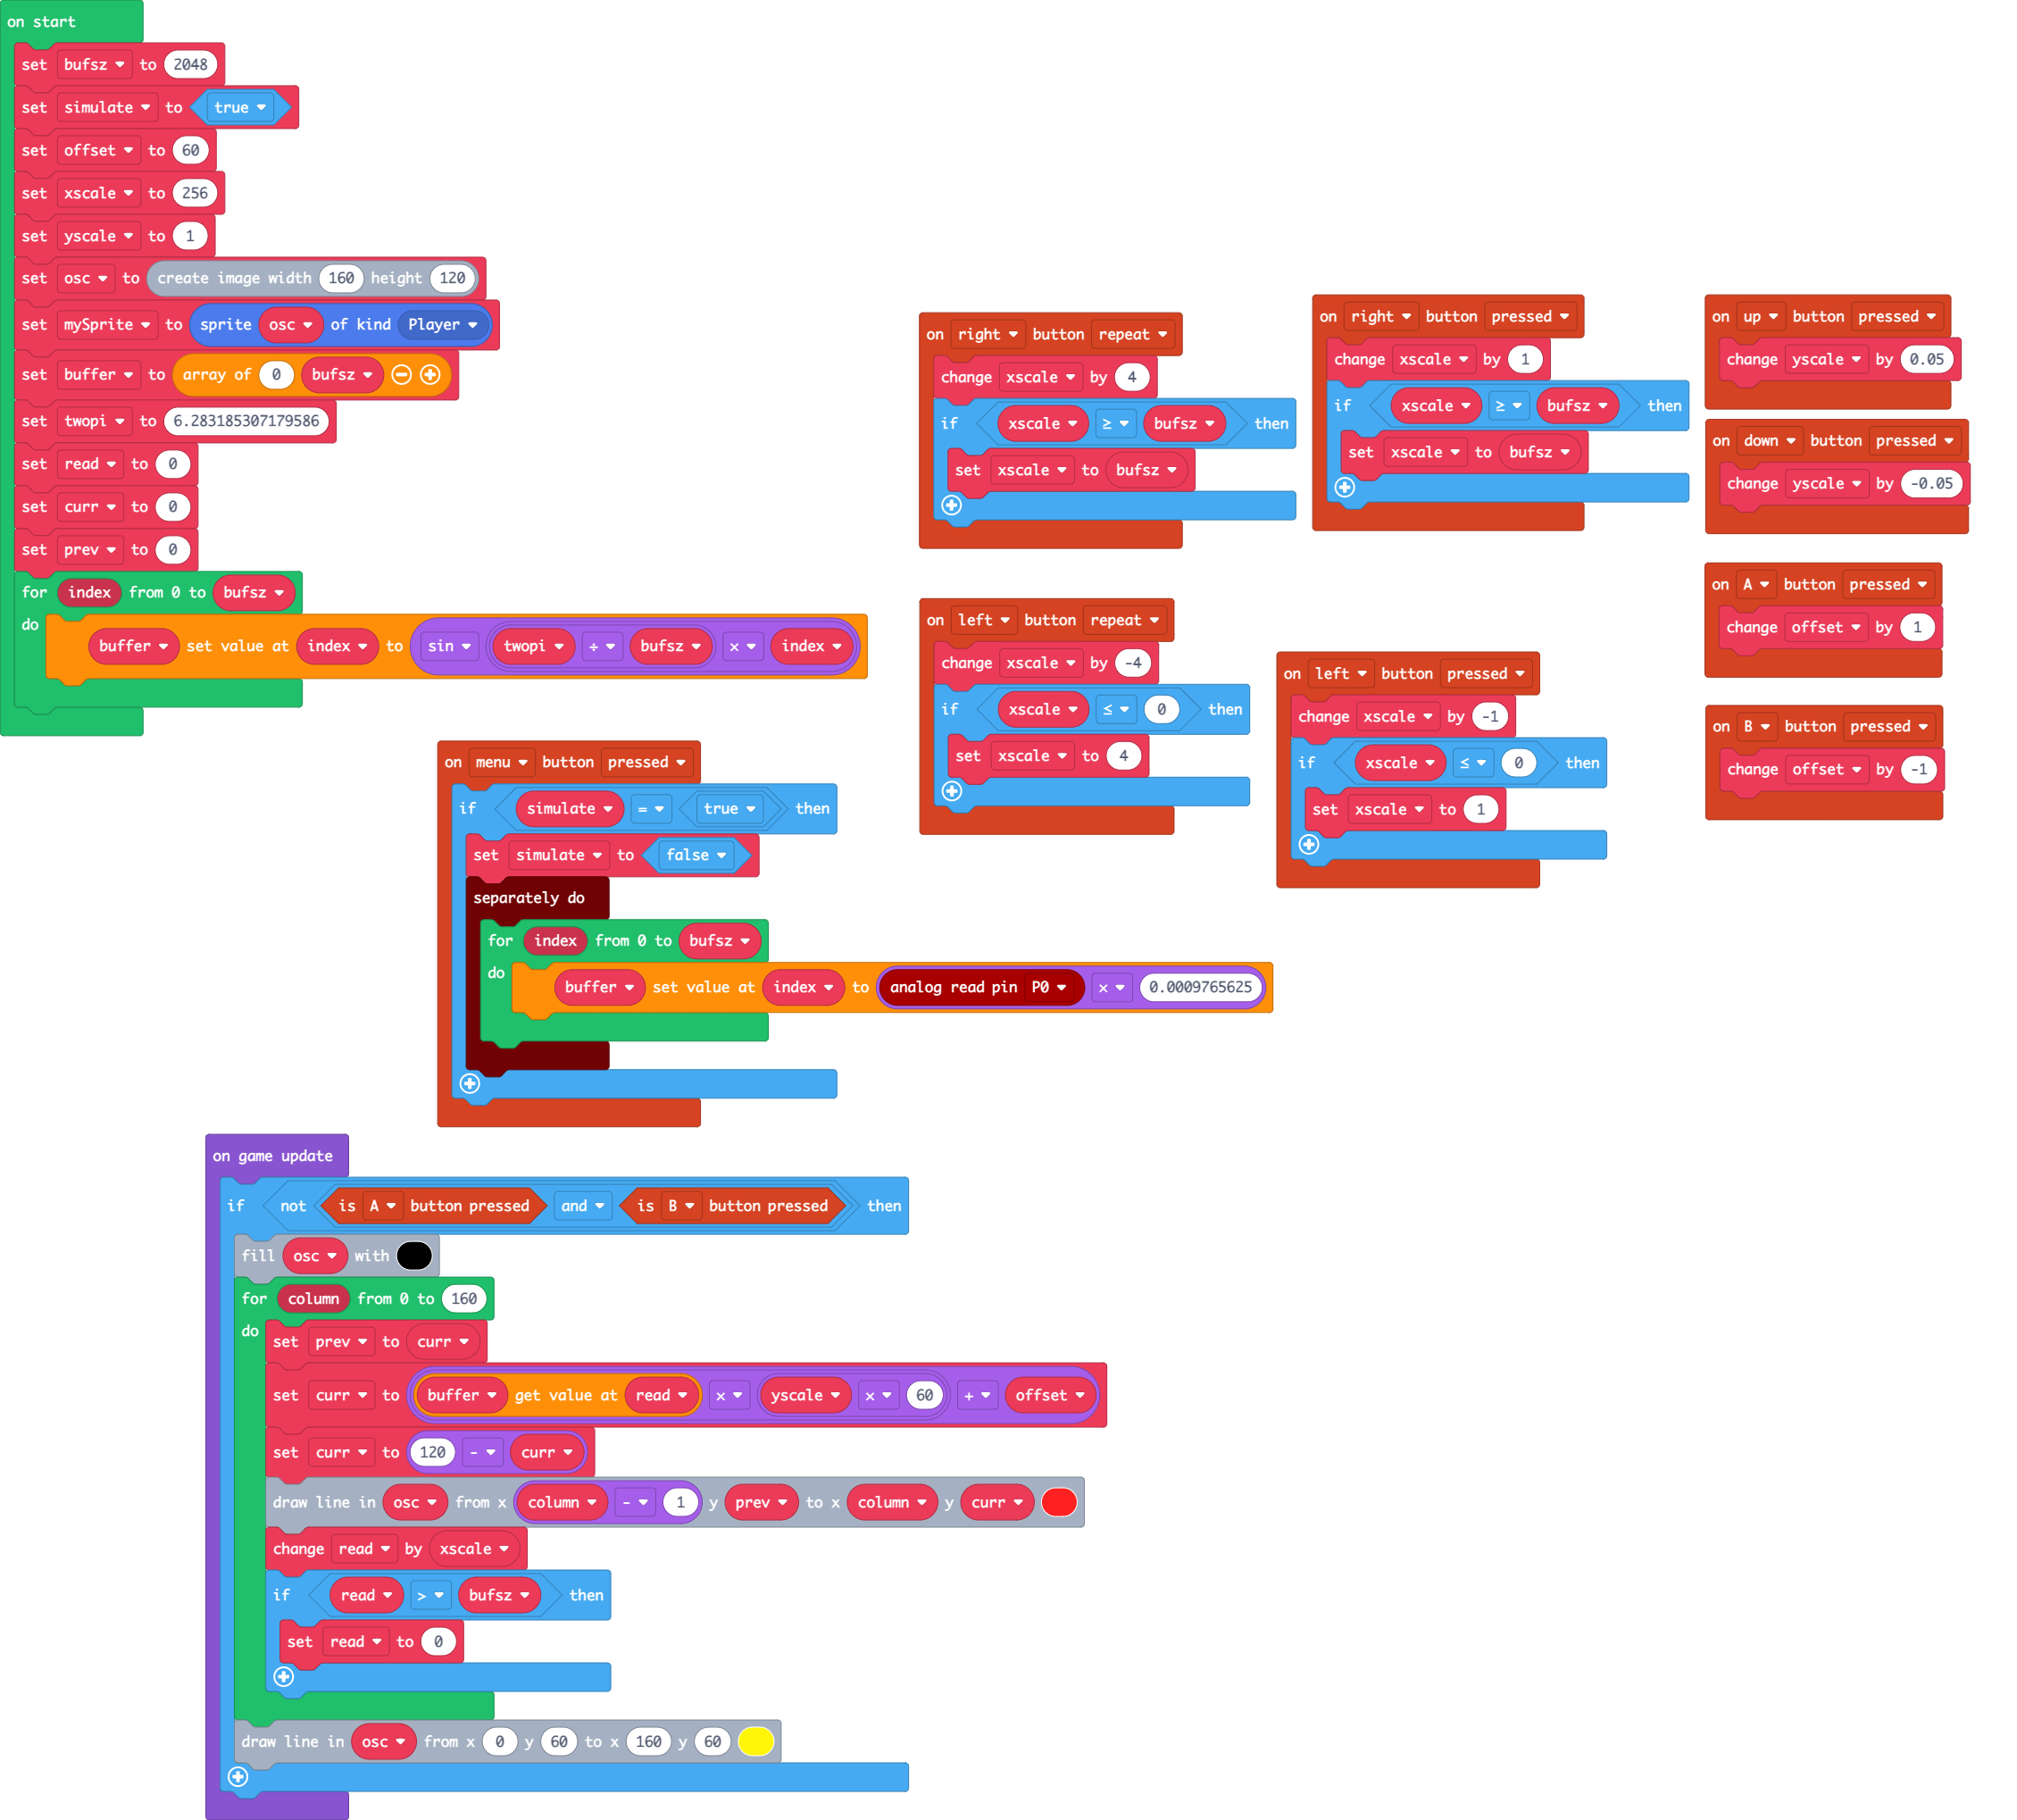 on start
set bufsz to 2048
set simulate to true
set offset to 60
set xscale to 256
set yscale to 1
set osc to create image width 160 height 120
set mySprite to sprite osc of kind Player
set buffer to array of 0 bufsz
set twopi to 6.283185307179586
set read to 0
set curr to 0
set prev to 0
for index from 0 to bufsz
do buffer set value at index to sin twopi ÷ bufsz × index
on right button repeat
change xscale by 4
if xscale ≥ bufsz then
set xscale to bufsz
on right button pressed
change xscale by 1
if xscale ≥ bufsz then
set xscale to bufsz
on up button pressed
change yscale by 0.05
on down button pressed
change yscale by -0.05
on left button repeat
change xscale by -4
if xscale ≤ 0 then
set xscale to 4
on left button pressed
change xscale by -1
if xscale ≤ 0 then
set xscale to 1
on A button pressed
change offset by 1
on B button pressed
change offset by -1
on menu button pressed
if simulate = true then
set simulate to false
separately do
for index from 0 to bufsz
do buffer set value at index to analog read pin P0 × 0.0009765625
on game update
if not is A button pressed and is B button pressed then
fill osc with
for column from 0 to 160
do set prev to curr
set curr to buffer get value at read × yscale × 60 + offset
set curr to 120 - curr
draw line in osc from x column - 1 y prev to x column y curr
change read by xscale
if read > bufsz then
set read to 0
draw line in osc from x 0 y 60 to x 160 y 60